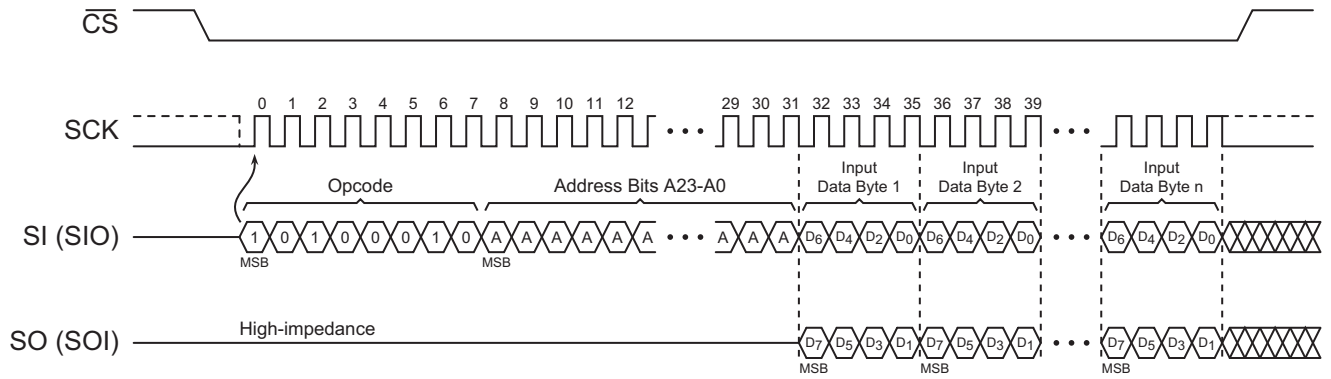 CS
0 1 2 3 4 5 6 7 8 9 10 11 12 29 30 31 32 33 34 35 36 37 38 39
SCK
Opcode Address Bits A23-A0 Input Data Byte 1 Input Data Byte 2 Input Data Byte n
SI (SIO) 1 0 1 0 0 0 1 0 A A A A A A A A A D6 D4 D2 D0 D6 D4 D2 D0 D6 D4 D2 D0
MSB MSB
High-impedance
SO (SOI) D7 D5 D3 D1 D7 D5 D3 D1 D7 D5 D3 D1
MSB MSB MSB